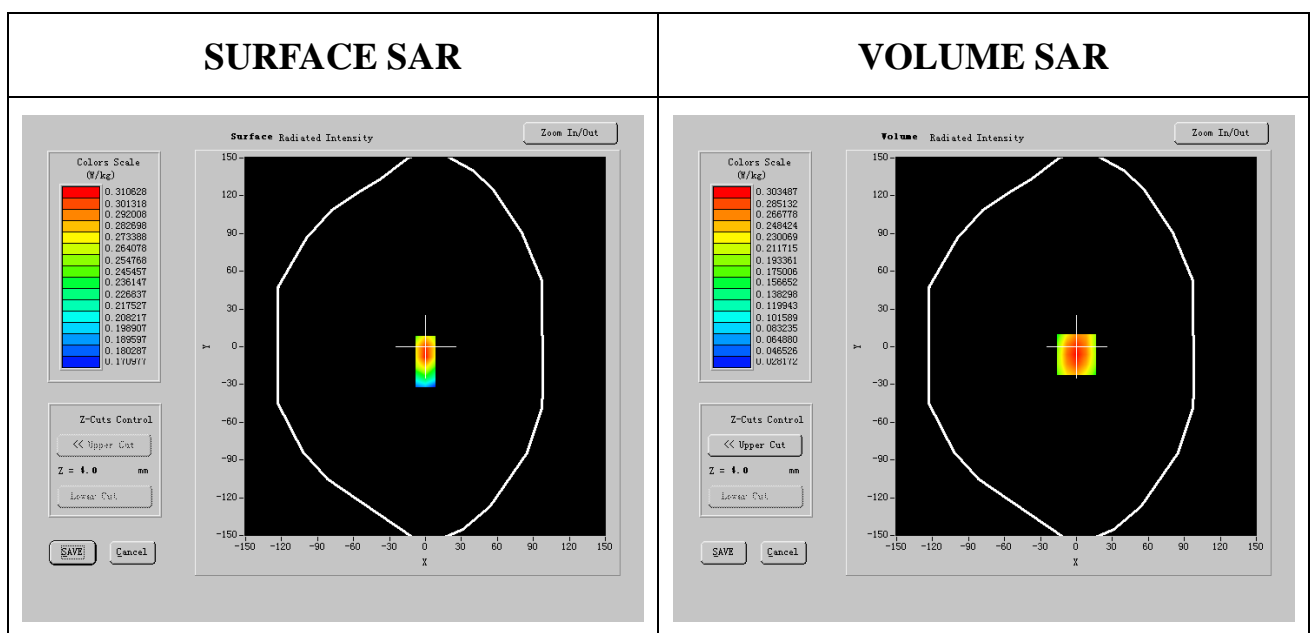 SURFACE SAR
VOLUME SAR
Surface Radiated Intensity
Zoom In/Out
Colors Scale
(W/kg)
0.310628
0.301318
0.292008
0.282698
0.273388
0.264078
0.254768
0.245457
0.236147
0.226837
0.217527
0.208217
0.198907
0.189597
0.180287
0.170977
Z-Cuts Control
<< Upper Cut
Z = 4.0 mm
Lower Cut
SAVE
Cancel
150
120
90
60
30
0
-30
-60
-90
-120
-150
Y
-150 -120 -90 -60 -30 0 30 60 90 120 150
X
Volume Radiated Intensity
Zoom In/Out
Colors Scale
(W/kg)
0.303487
0.285132
0.266778
0.248424
0.230069
0.211715
0.193361
0.175006
0.156652
0.138298
0.119943
0.101589
0.083235
0.064880
0.046526
0.028172
Z-Cuts Control
<< Upper Cut
Z = 4.0 mm
Lower Cut
SAVE
Cancel
150
120
90
60
30
0
-30
-60
-90
-120
-150
Y
-150 -120 -90 -60 -30 0 30 60 90 120 150
X